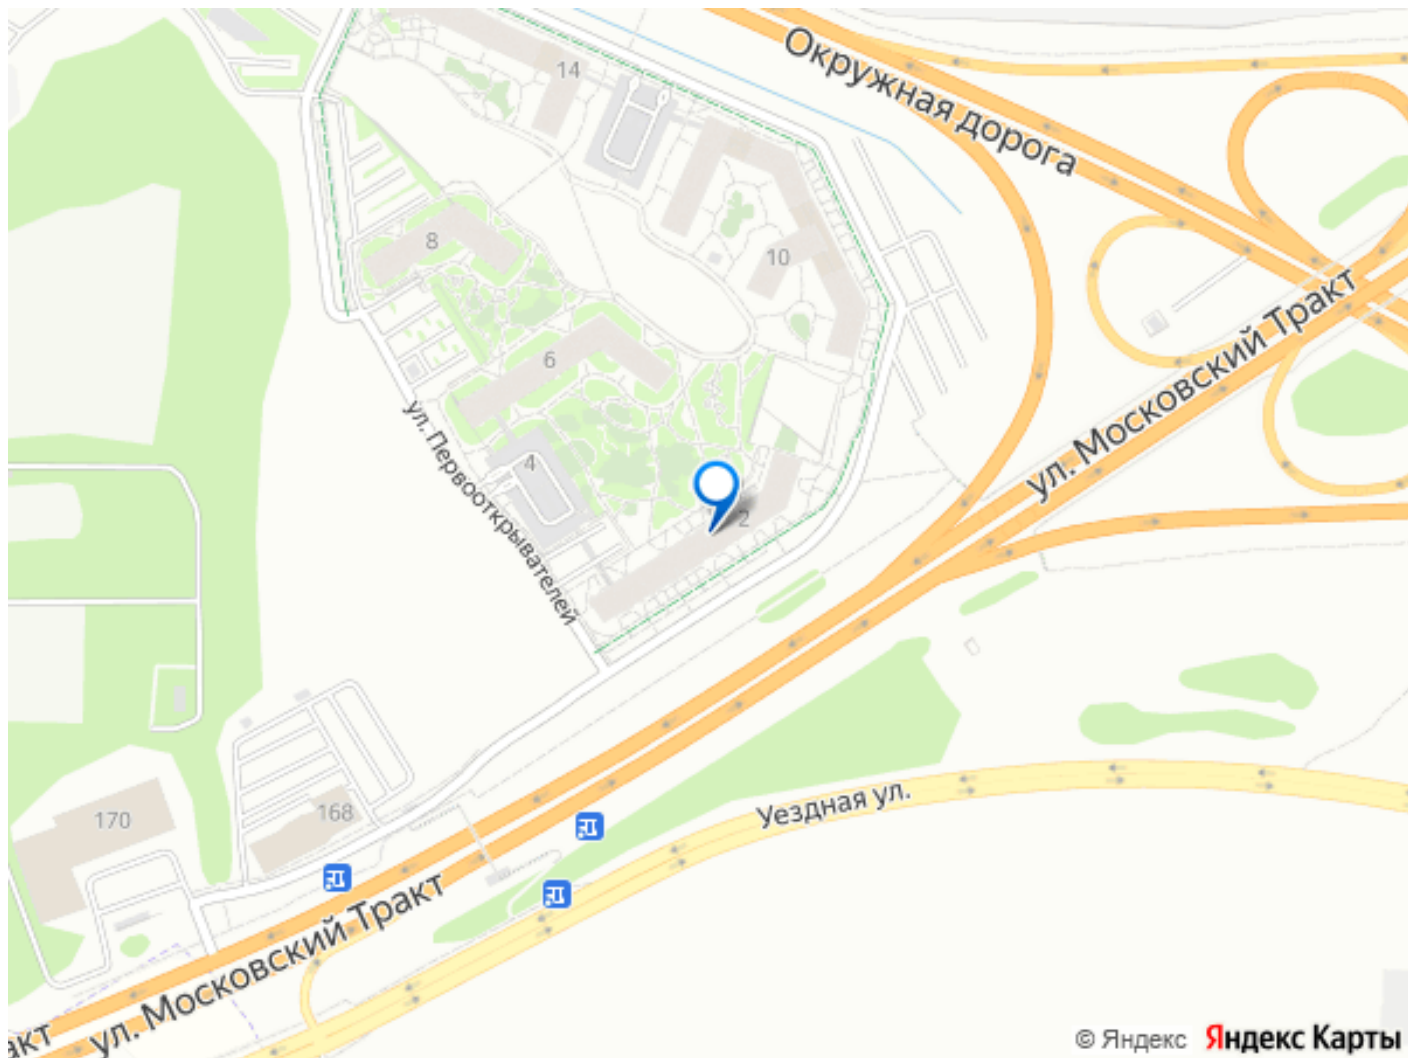 14
Окружная дорога
8
10
6
ул. Московский Тракт
ул. Первооткрывателей
4
2
Уездная ул.
170
168
ул. Московский Тракт
акт
© Яндекс Яндекс Карты